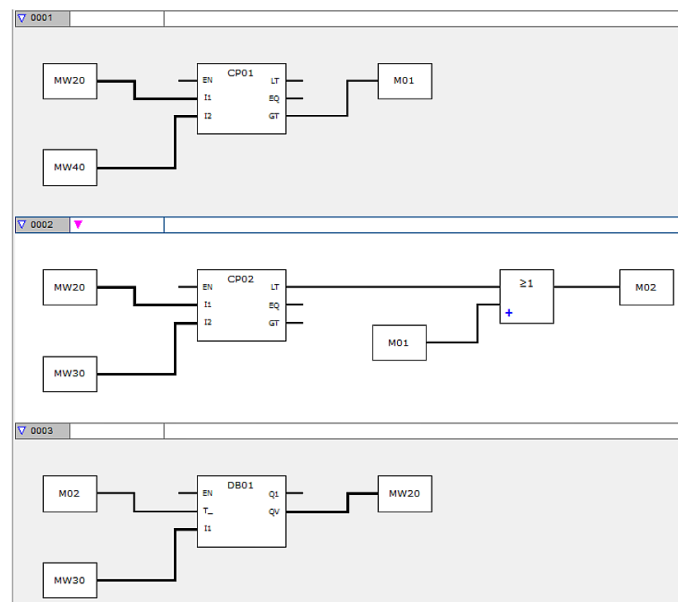 0001
CP01
MW20
EN
LT
M01
I1
EQ
I2
GT
MW40
0002
CP02
≥1
MW20
EN
LT
M02
I1
EQ
+
I2
GT
M01
MW30
0003
DB01
M02
EN
Q1
MW20
T_
QV
I1
MW30